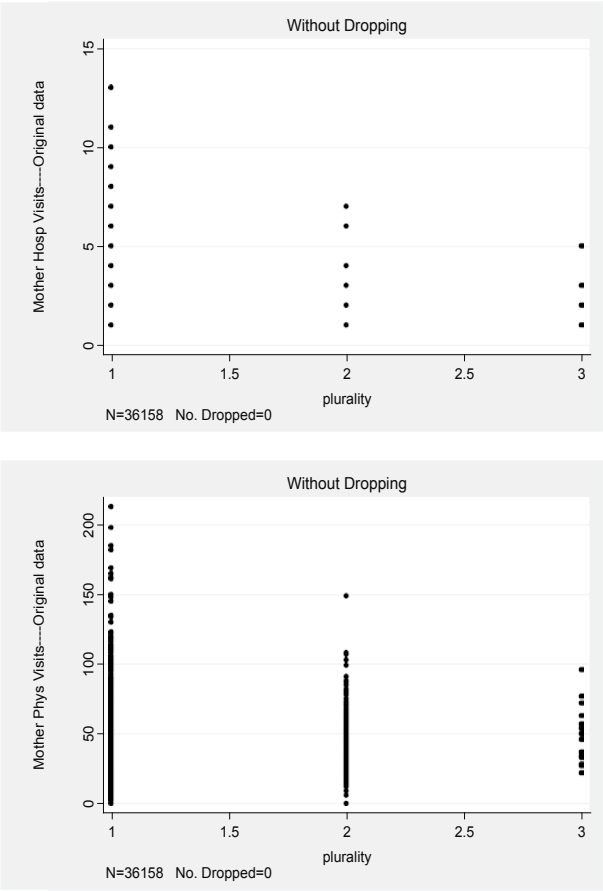 Without Dropping
Mother Hosp Visits----Original data
15
10
5
0
1 1.5 2 2.5 3
plurality
N=36158 No. Dropped=0
Without Dropping
Mother Phys Visits----Original data
200
150
100
50
0
1 1.5 2 2.5 3
plurality
N=36158 No. Dropped=0